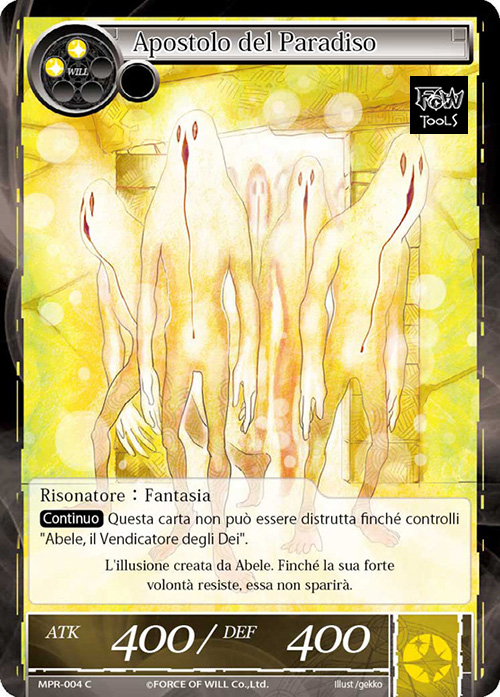 Apostolo del Paradiso
WILL
FOW
TOOLS
Risonatore : Fantasia
Continuo Questa carta non può essere distrutta finché controlli
"Abele, il Vendicatore degli Dei".
L'illusione creata da Abele. Finché la sua forte
volontà resiste, essa non sparirà.
ATK 400 / DEF 400
MPR-004 C ©FORCE OF WILL Co.,Ltd. Illust /gekko